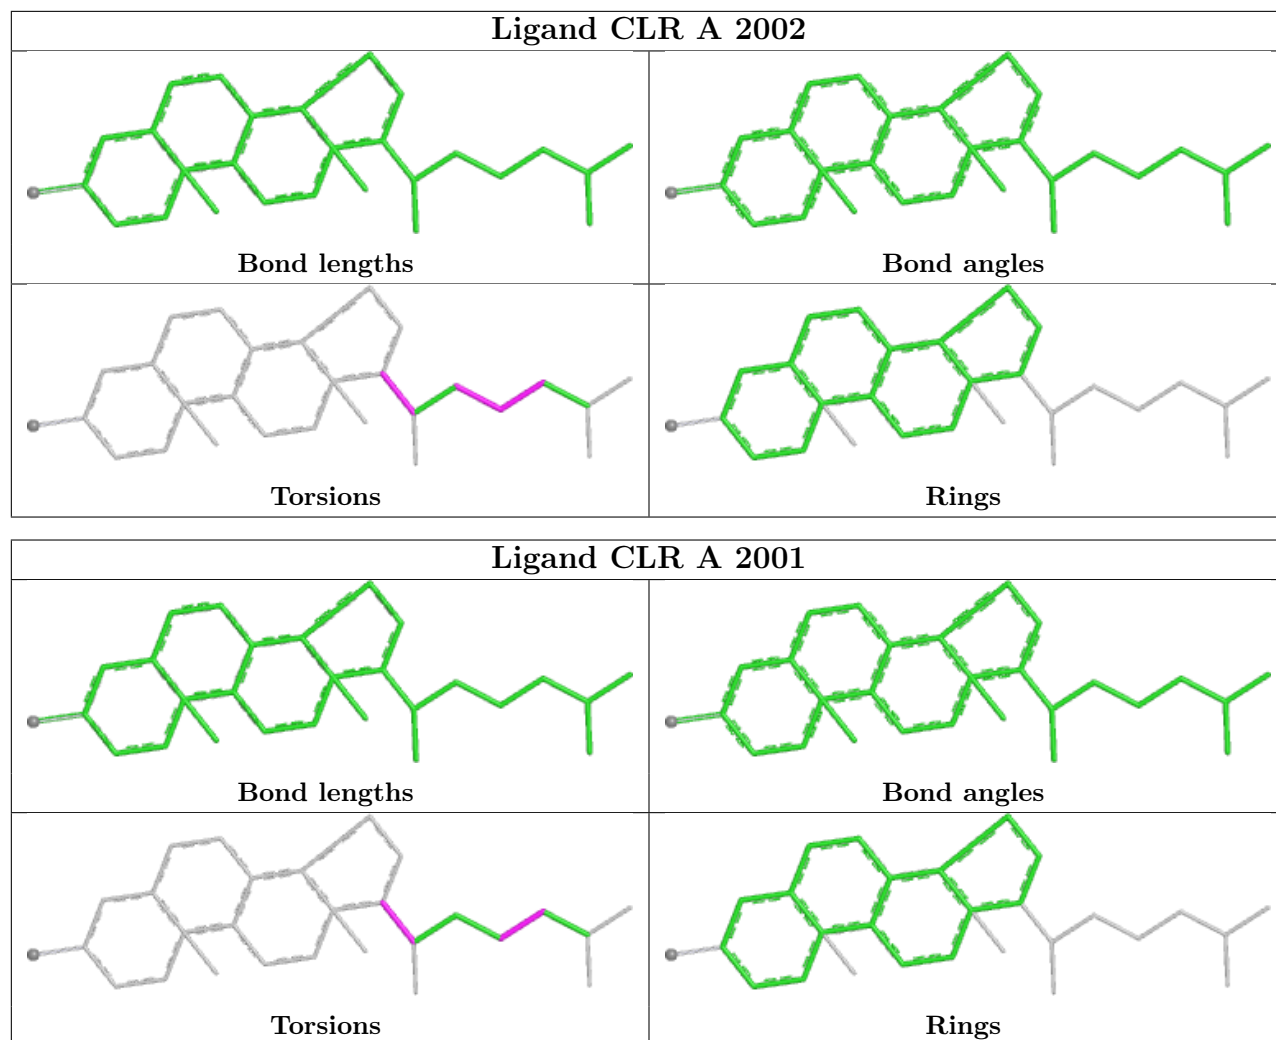 Ligand CLR A 2002
Bond lengths
Bond angles
Torsions
Rings
Ligand CLR A 2001
Bond lengths
Bond angles
Torsions
Rings